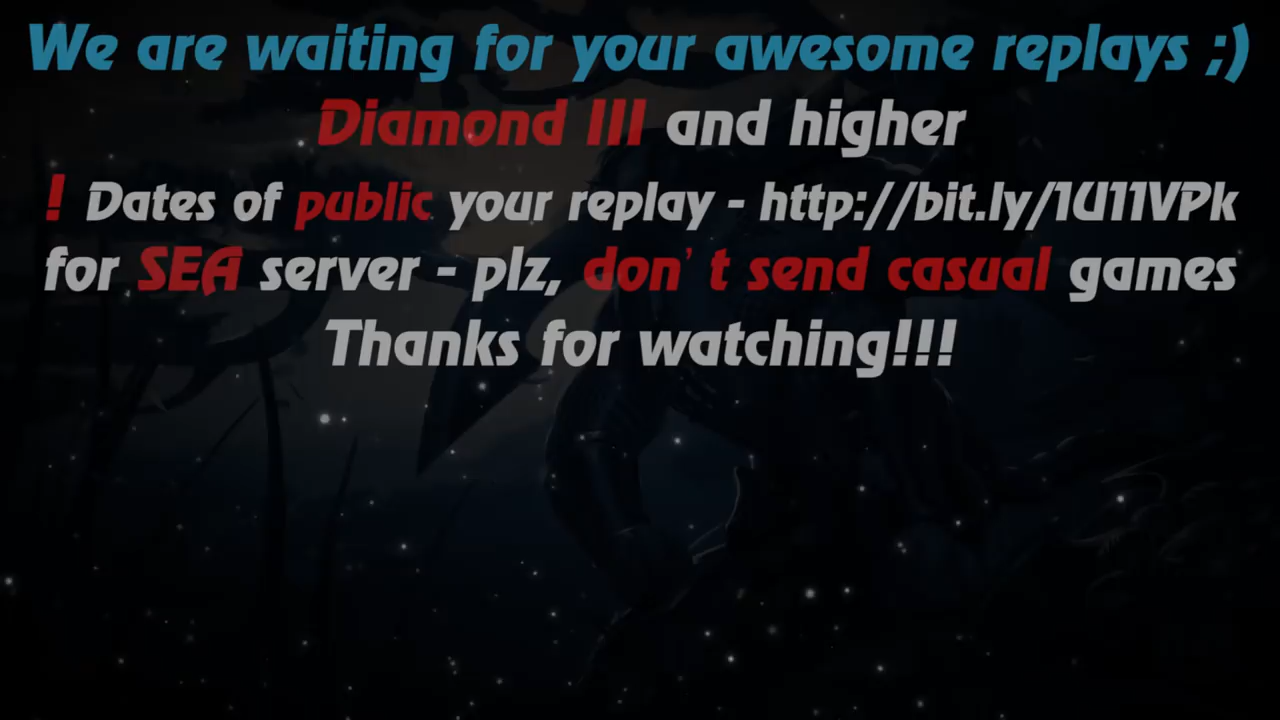 We are waiting for your awesome replays ;)
Diamond III and higher
! Dates of public your replay - http://bit.ly/1U11VPk
for SEA server - plz, don't send casual games
Thanks for watching!!!